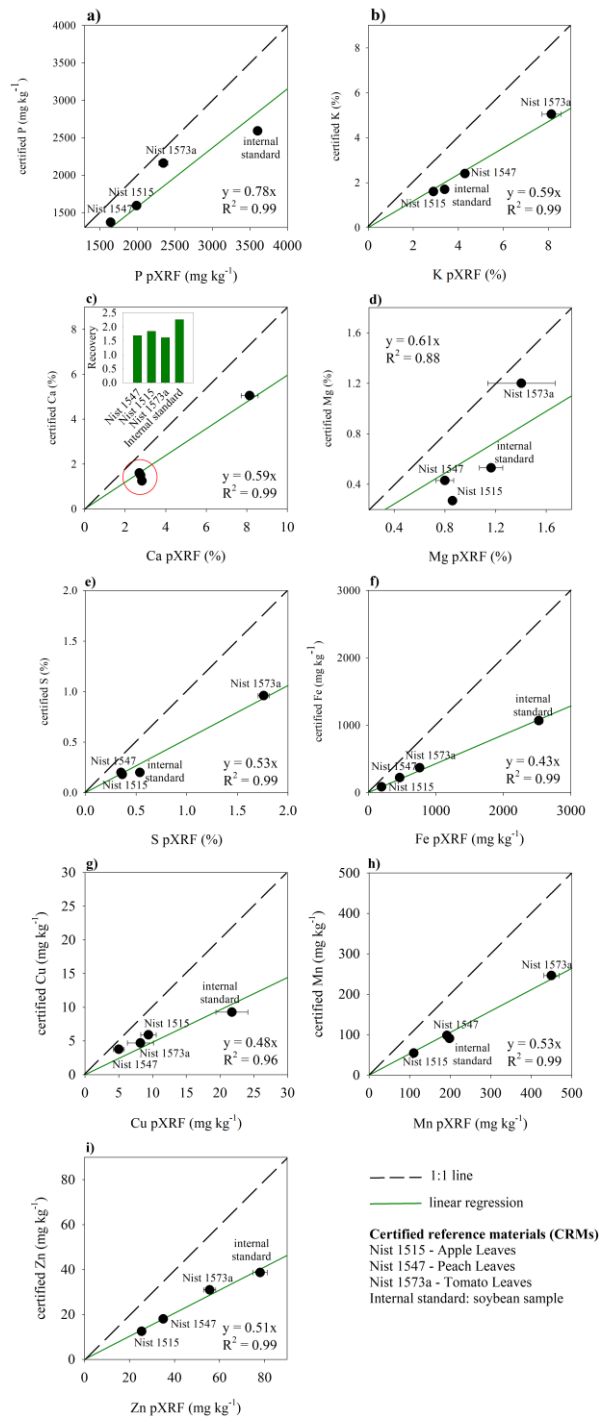 a)
certified P (mg kg-1)
4000
3500
3000
2500
2000
1500
Nist 1573a
internal
standard
Nist 1515
Nist 1547
y = 0.78x
R2 = 0.99
1500 2000 2500 3000 3500 4000
P pXRF (mg kg-1)
b)
certified K (%)
8
6
4
2
0
Nist 1573a
Nist 1547
internal
standard
Nist 1515
y = 0.59x
R2 = 0.99
0 2 4 6 8
K pXRF (%)
c)
certified Ca (%)
8
6
4
2
0
Recovery
2.5
2.0
1.5
1.0
0.5
0.0
Nist 1547
Nist 1515
Nist 1573a
Internal standard
y = 0.59x
R2 = 0.99
0 2 4 6 8 10
Ca pXRF (%)
d)
certified Mg (%)
1.6
1.2
0.8
0.4
y = 0.61x
R2 = 0.88
Nist 1573a
internal
standard
Nist 1547
Nist 1515
0.4 0.8 1.2 1.6
Mg pXRF (%)
e)
certified S (%)
2.0
1.5
1.0
0.5
0.0
Nist 1573a
Nist 1547
internal
standard
Nist 1515
y = 0.53x
R2 = 0.99
0.0 0.5 1.0 1.5 2.0
S pXRF (%)
f)
certified Fe (mg kg-1)
3000
2000
1000
0
internal
standard
Nist 1573a
Nist 1547
Nist 1515
y = 0.43x
R2 = 0.99
0 1000 2000 3000
Fe pXRF (mg kg-1)
g)
certified Cu (mg kg-1)
30
25
20
15
10
5
0
internal
standard
Nist 1515
Nist 1573a
Nist 1547
y = 0.48x
R2 = 0.96
0 5 10 15 20 25 30
Cu pXRF (mg kg-1)
h)
certified Mn (mg kg-1)
500
400
300
200
100
0
Nist 1573a
Nist 1547
internal
standard
Nist 1515
y = 0.53x
R2 = 0.99
0 100 200 300 400 500
Mn pXRF (mg kg-1)
i)
certified Zn (mg kg-1)
80
60
40
20
0
internal
standard
Nist 1573a
Nist 1547
Nist 1515
y = 0.51x
R2 = 0.99
0 20 40 60 80
Zn pXRF (mg kg-1)
1:1 line
linear regression
Certified reference materials (CRMs)
Nist 1515 - Apple Leaves
Nist 1547 - Peach Leaves
Nist 1573a - Tomato Leaves
Internal standard: soybean sample